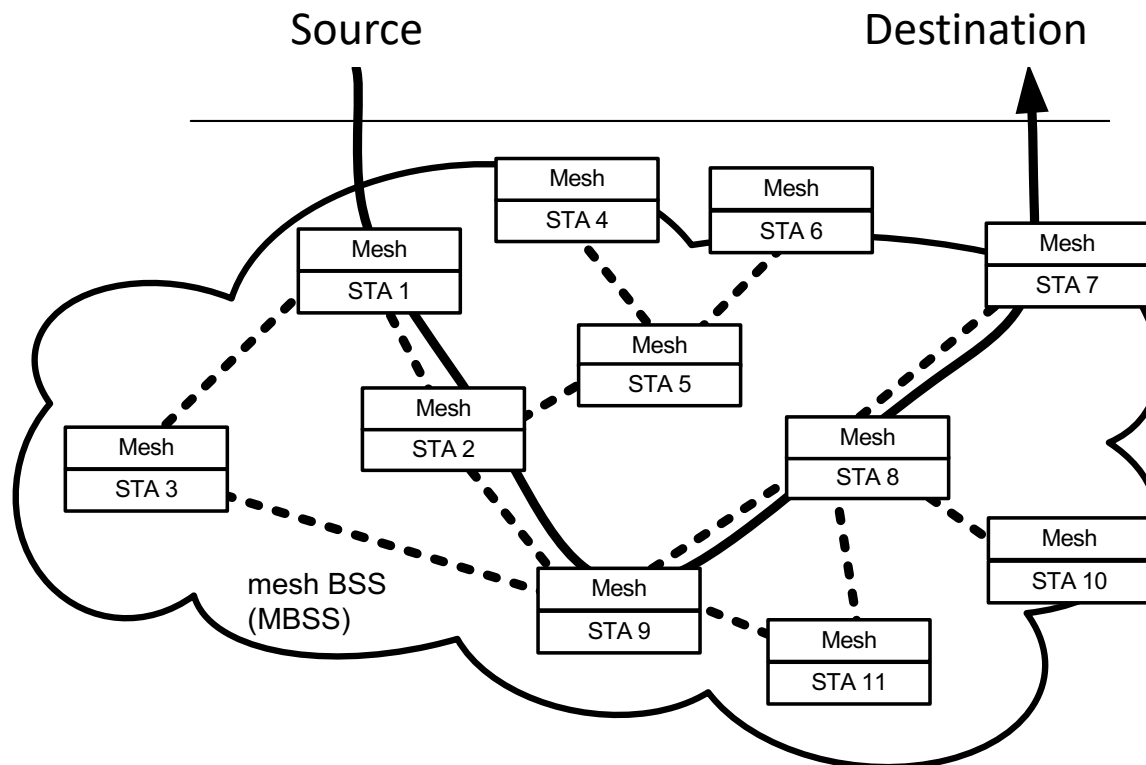 Source
Destination
Mesh
STA 4
Mesh
STA 6
Mesh
STA 1
Mesh
STA 7
Mesh
STA 5
Mesh
STA 2
Mesh
STA 3
Mesh
STA 8
Mesh
STA 10
mesh BSS
(MBSS)
Mesh
STA 9
Mesh
STA 11